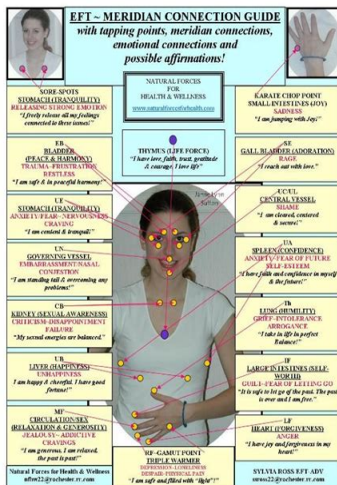 EFT ~ MERIDIAN CONNECTION GUIDE
with tapping points, meridian connections,
emotional connections and
possible affirmations!
NATURAL FORCES
FOR
HEALTH & WELLNESS
www.naturalforcesforhealth.com
SORE-SPOTS
STOMACH (TRANQUILITY)
RELEASING STRONG EMOTION
"I freely release all my feelings
connected to these issues!"
KARATE CHOP POINT
SMALL INTESTINES (JOY)
SADNESS
"I am jumping with Joy!"
THYMUS (LIFE FORCE)
"I have love, faith, trust, gratitude
& courage. I love life"
EB
BLADDER
(PEACE & HARMONY)
TRAUMA~FRUSTRATION
RESTLESS
"I am safe & in peaceful harmony!"
SE
GALL BLADDER (ADORATION)
RAGE
"I reach out with love."
UE
STOMACH (TRANQUILITY)
ANXIETY/FEAR~NERVOUSNESS
CRAVING
"I am content & tranquil."
UC/UL
CENTRAL VESSEL
SHAME
"I am cleared, centered
& secure!"
UN
GOVERNING VESSEL
EMBARRASSMENT/NASAL
CONJESTION
"I am standing tall & overcoming any
problems!"
UA
SPLEEN (CONFIDENCE)
ANXIETY~FEAR OF FUTURE
SELF-ESTEEM
"I have faith and confidence in myself
& the future!"
CB
KIDNEY (SEXUAL AWARENESS)
CRITICISM~DISAPPOINTMENT
FAILURE
"My sexual energies are balanced."
Th
LUNG (HUMILITY)
GRIEF~INTOLERANCE
ARROGANCE
"I take in life in perfect
Balance!"
UB
LIVER (HAPPINESS)
UNHAPPINESS
I am happy & cheerful. I have good
fortune!"
IF
LARGE INTESTINES (SELF-
WORTH)
GUILT~FEAR OF LETTING GO
"It is safe to let go of the past. The past
is over and I am free."
MF
CIRCULATION/SEX
(RELAXATION & GENEROSITY)
JEALOUSY~ ADDICTIVE
CRAVINGS
"I am generous. I am relaxed,
the past is past!"
LF
HEART (FORGIVENESS)
ANGER
"I have joy and forgiveness in my
heart."
RF-GAMUT POINT
TRIPLE WARMER
DEPRESSION~LONELINESS
DESPAIR~PHYSICAL PAIN
"I am safe and filled with "light"!"
Natural Forces for Health & Wellness
SYLVIA ROSS EFT-ADV